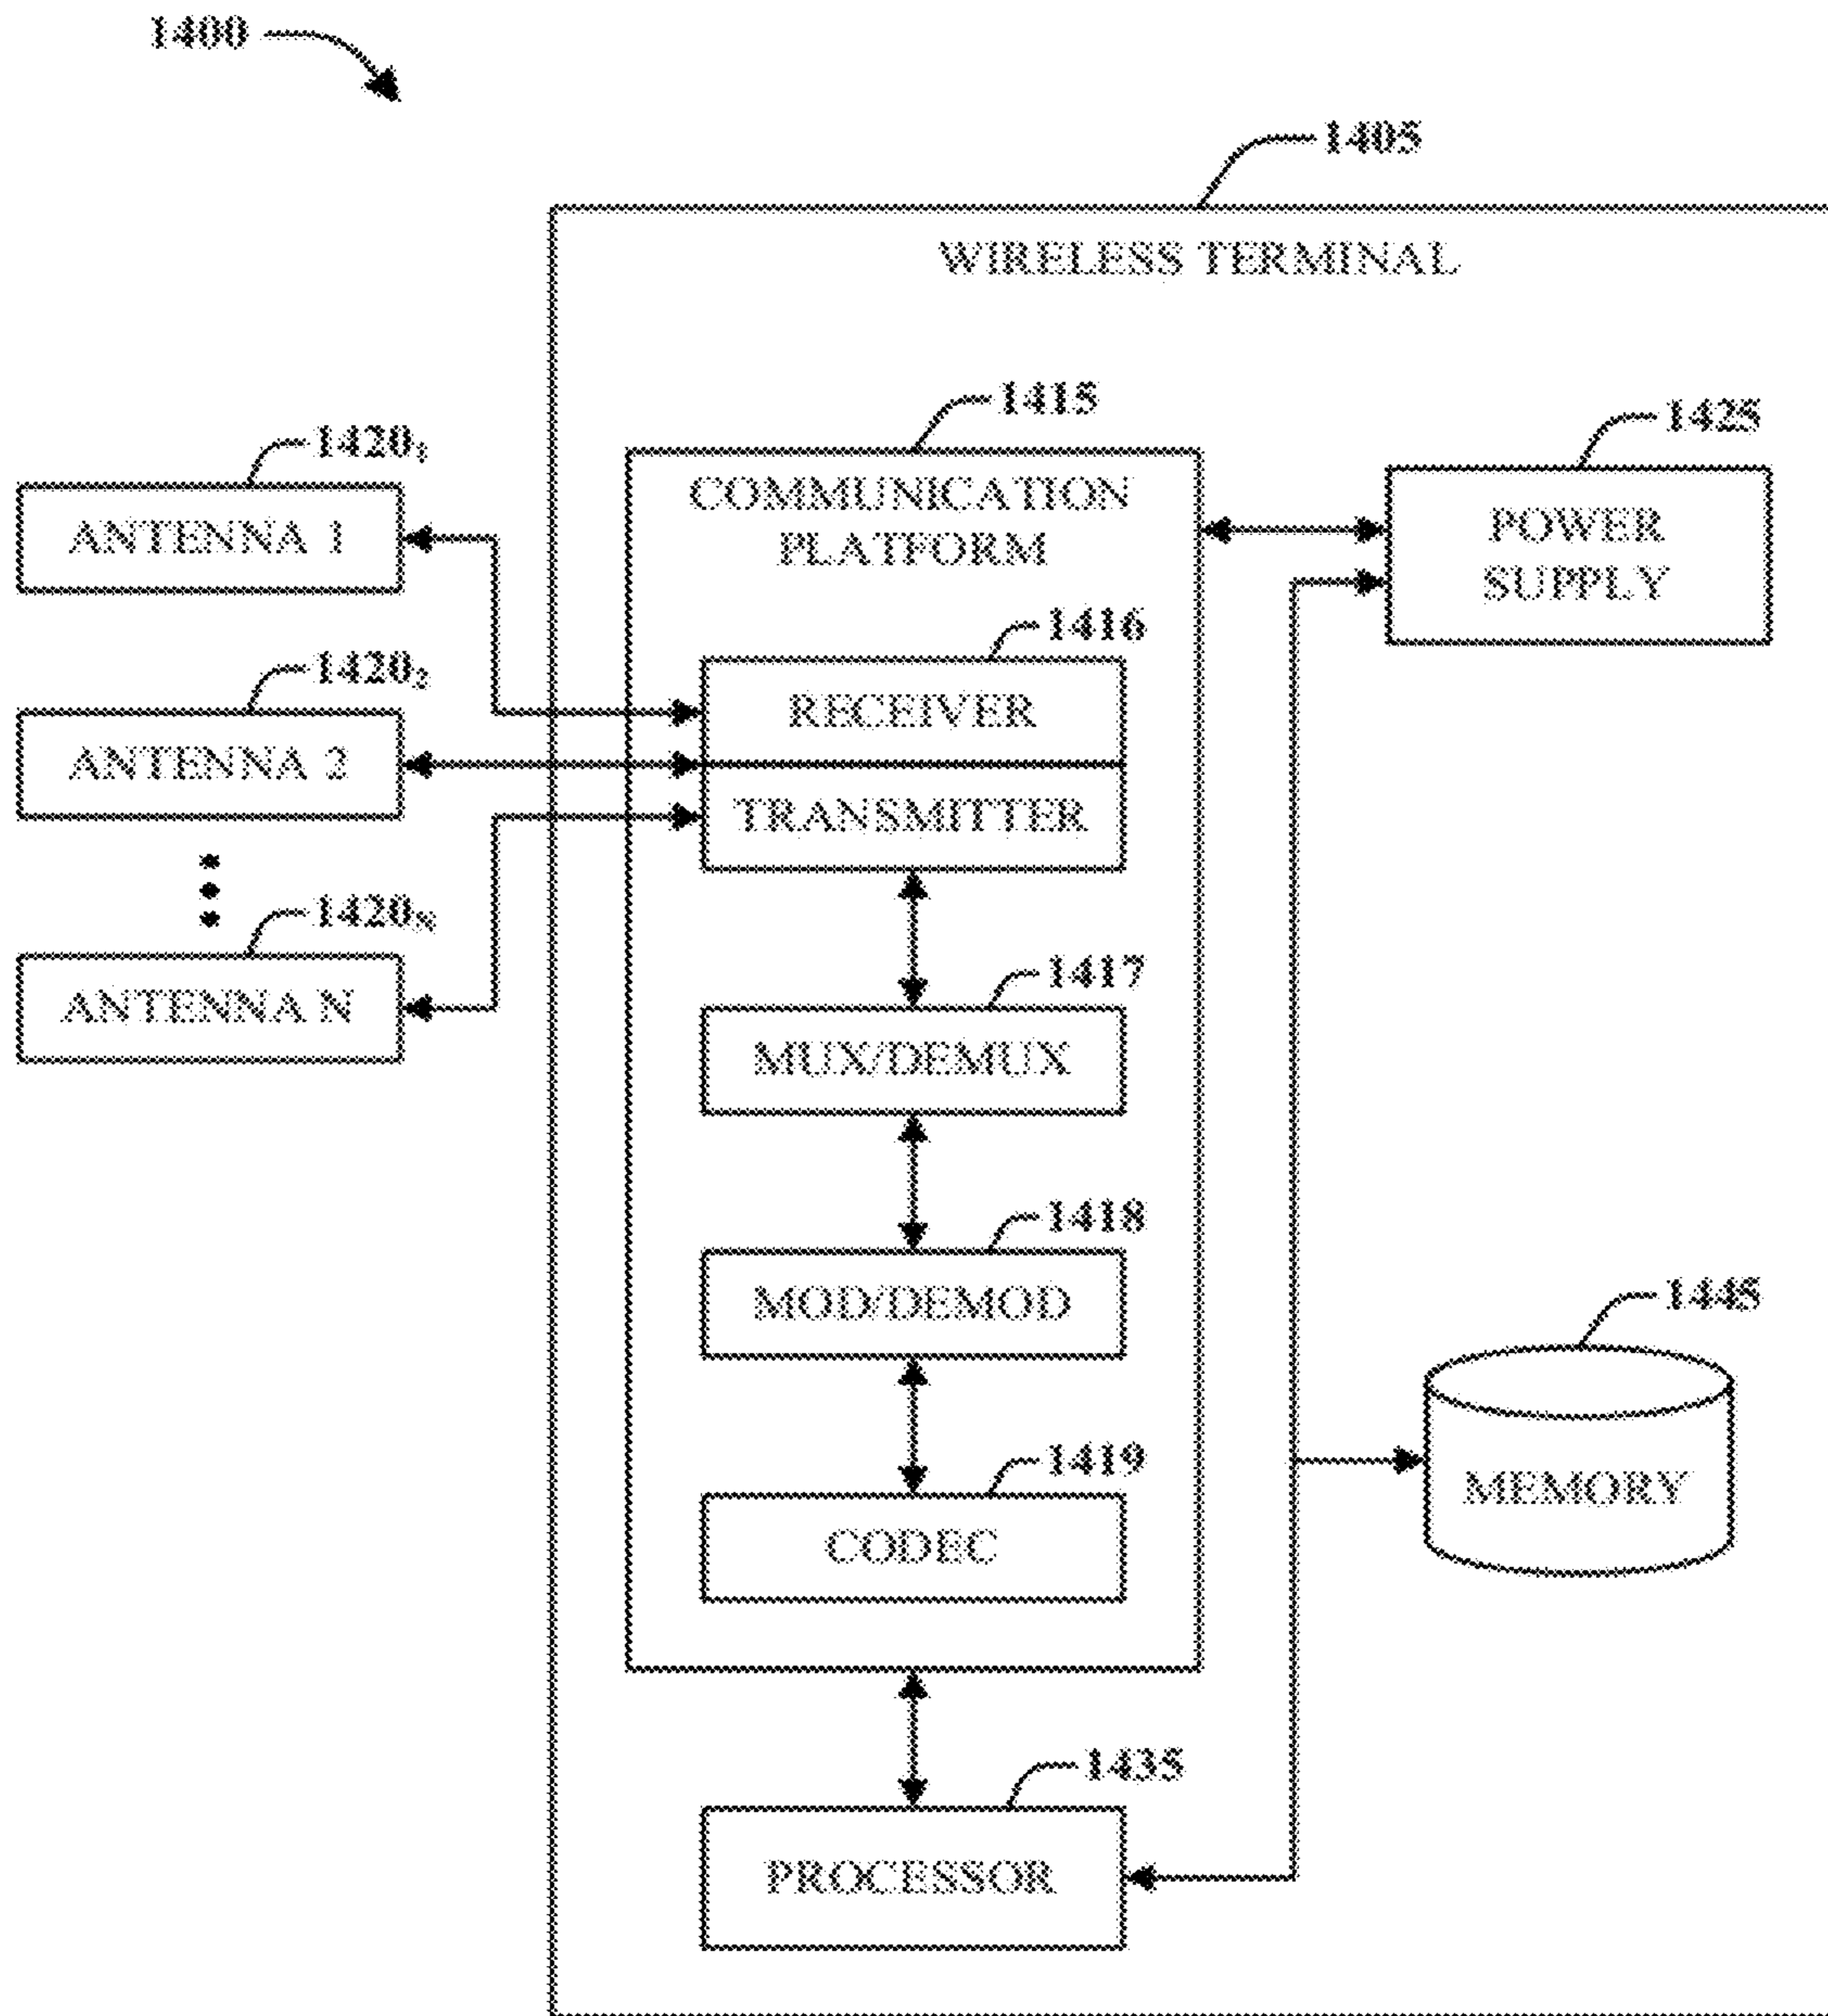 1400
1405
WIRELESS TERMINAL
1415
1425
1420₁
COMMUNICATION
PLATFORM
POWER
SUPPLY
ANTENNA 1
1416
1420₂
RECEIVER
ANTENNA 2
TRANSMITTER
1420N
1417
ANTENNA N
MUX/DEMUX
1418
MOD/DEMOD
1445
1419
MEMORY
CODEC
1435
PROCESSOR